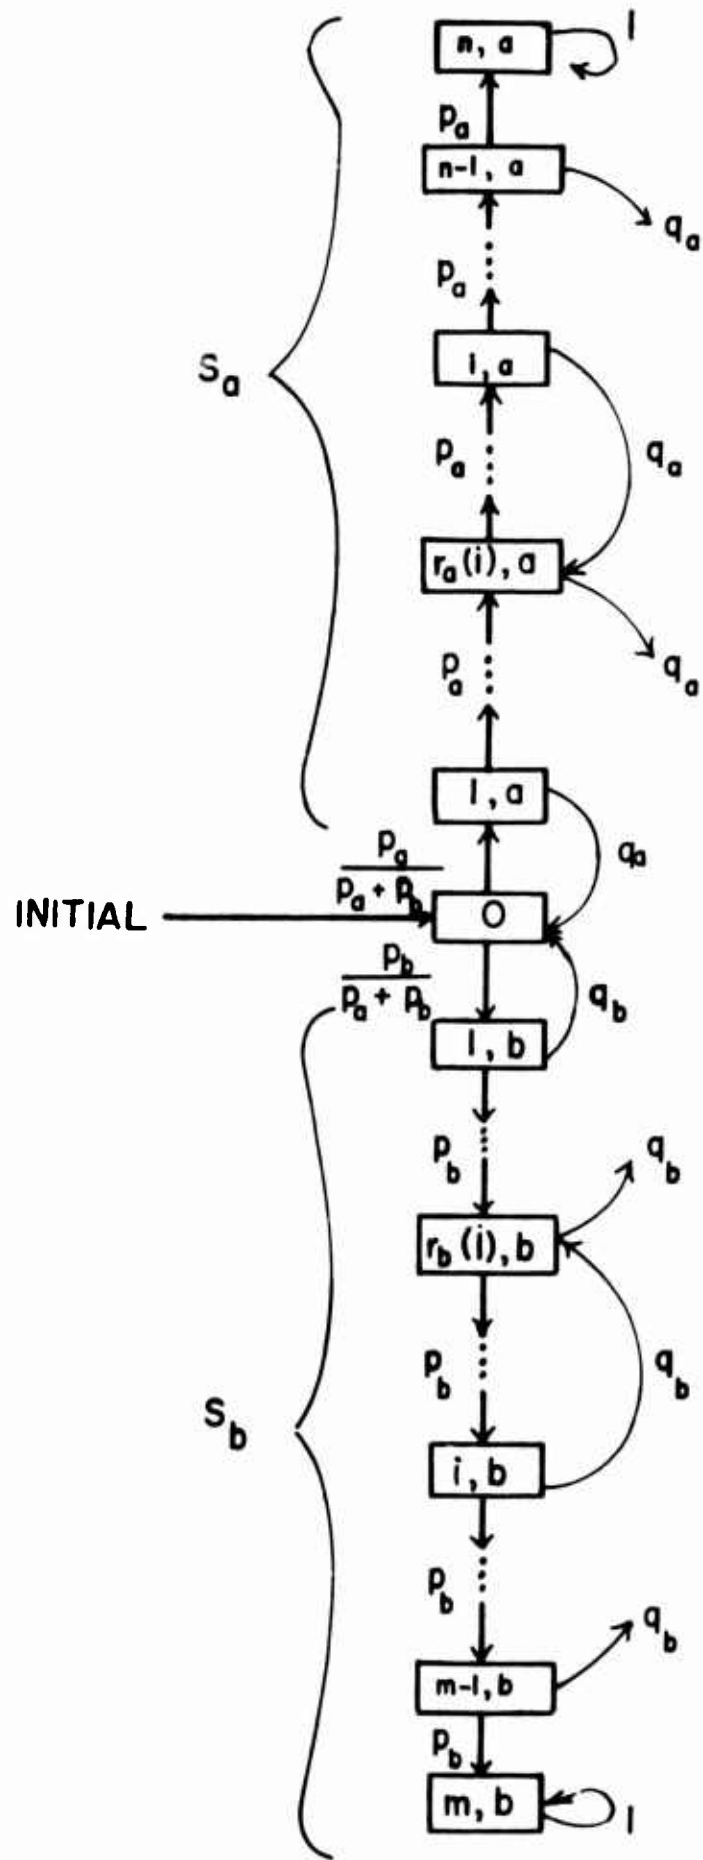 n, a
1
p_a
n-1, a
q_a
p_a
i, a
S_a
p_a
q_a
r_a(i), a
p_a
q_a
1, a
p_a
p_a + p_b
q_a
INITIAL
0
p_b
p_a + p_b
q_b
1, b
p_b
q_b
r_b(i), b
p_b
q_b
S_b
i, b
p_b
q_b
m-1, b
p_b
m, b
1